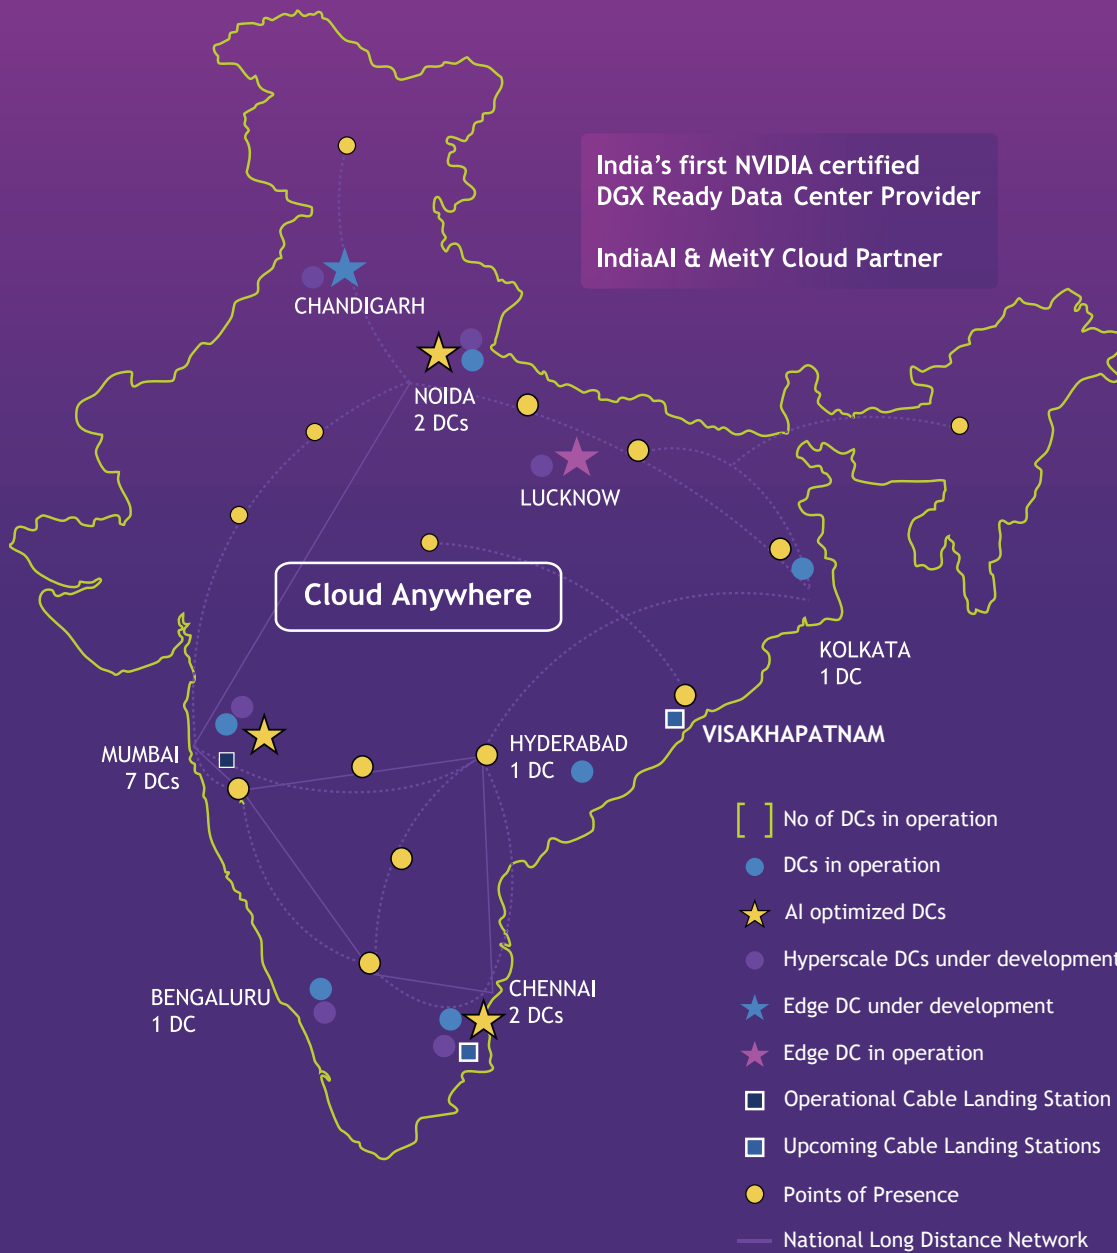 India's first NVIDIA certified
DGX Ready Data Center Provider
IndiaAI & MeitY Cloud Partner
CHANDIGARH
NOIDA
2 DCs
LUCKNOW
Cloud Anywhere
KOLKATA
1 DC
VISAKHAPATNAM
MUMBAI
7 DCs
HYDERABAD
1 DC
BENGALURU
1 DC
CHENNAI
2 DCs
[ ] No of DCs in operation
DCs in operation
AI optimized DCs
Hyperscale DCs under development
Edge DC under development
Edge DC in operation
Operational Cable Landing Station
Upcoming Cable Landing Stations
Points of Presence
National Long Distance Network